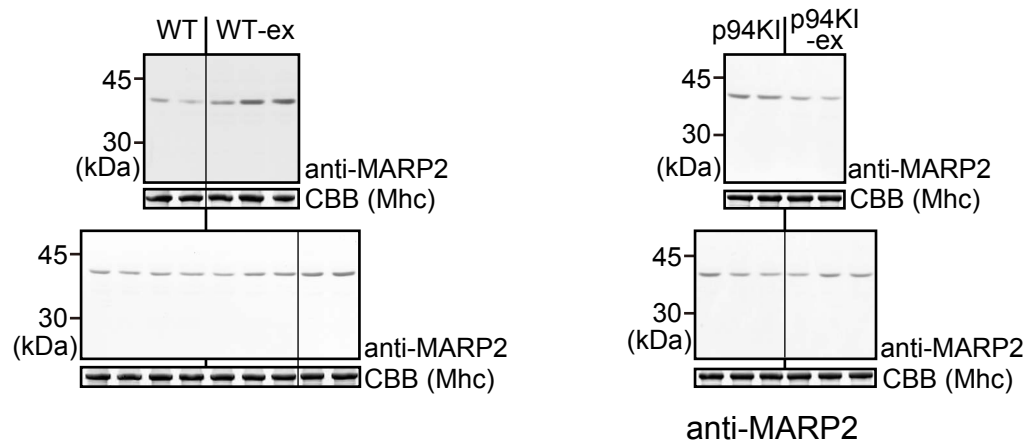 WT WT-ex
45
30
(kDa)
anti-MARP2
CBB (Mhc)
45
30
(kDa)
anti-MARP2
CBB (Mhc)
p94KI p94KI
-ex
45
30
(kDa)
anti-MARP2
CBB (Mhc)
45
30
(kDa)
anti-MARP2
CBB (Mhc)
anti-MARP2